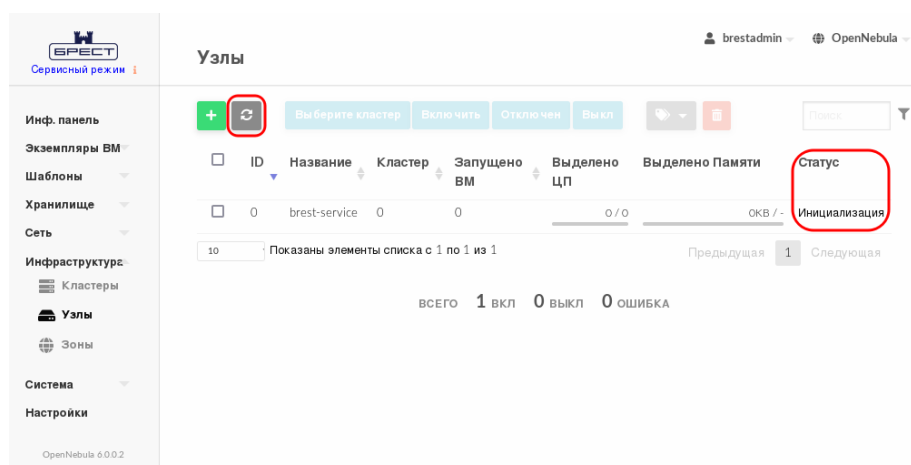 БРЕСТ
Сервисный режим i
brestadmin
OpenNebula
Узлы
Инф. панель
Экземпляры ВМ
Шаблоны
Хранилище
Сеть
Инфраструктура
Кластеры
Узлы
Зоны
Система
Настройки
OpenNebula 6.0.0.2
+ Выберите кластер Включить Отключен Выкл Поиск
ID Название Кластер Запущено ВМ Выделено ЦП Выделено Памяти Статус
0 brest-service 0 0 0 / 0 0KB / - Инициализация
10 Показаны элементы списка с 1 по 1 из 1 Предыдущая 1 Следующая
ВСЕГО 1 ВКЛ 0 ВЫКЛ 0 ОШИБКА